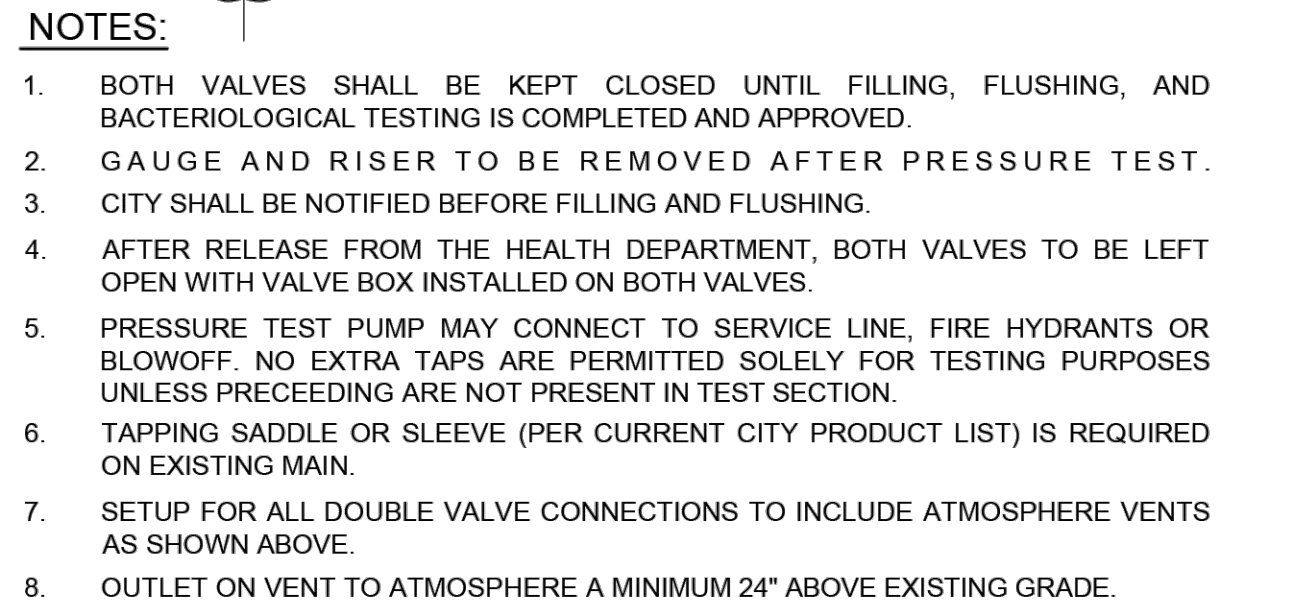 NOTES:
1. BOTH VALVES SHALL BE KEPT CLOSED UNTIL FILLING, FLUSHING, AND
BACTERIOLOGICAL TESTING IS COMPLETED AND APPROVED.
2. GAUGE AND RISER TO BE REMOVED AFTER PRESSURE TEST.
3. CITY SHALL BE NOTIFIED BEFORE FILLING AND FLUSHING.
4. AFTER RELEASE FROM THE HEALTH DEPARTMENT, BOTH VALVES TO BE LEFT
OPEN WITH VALVE BOX INSTALLED ON BOTH VALVES.
5. PRESSURE TEST PUMP MAY CONNECT TO SERVICE LINE, FIRE HYDRANTS OR
BLOWOFF. NO EXTRA TAPS ARE PERMITTED SOLELY FOR TESTING PURPOSES
UNLESS PRECEEDING ARE NOT PRESENT IN TEST SECTION.
6. TAPPING SADDLE OR SLEEVE (PER CURRENT CITY PRODUCT LIST) IS REQUIRED
ON EXISTING MAIN.
7. SETUP FOR ALL DOUBLE VALVE CONNECTIONS TO INCLUDE ATMOSPHERE VENTS
AS SHOWN ABOVE.
8. OUTLET ON VENT TO ATMOSPHERE A MINIMUM 24" ABOVE EXISTING GRADE.